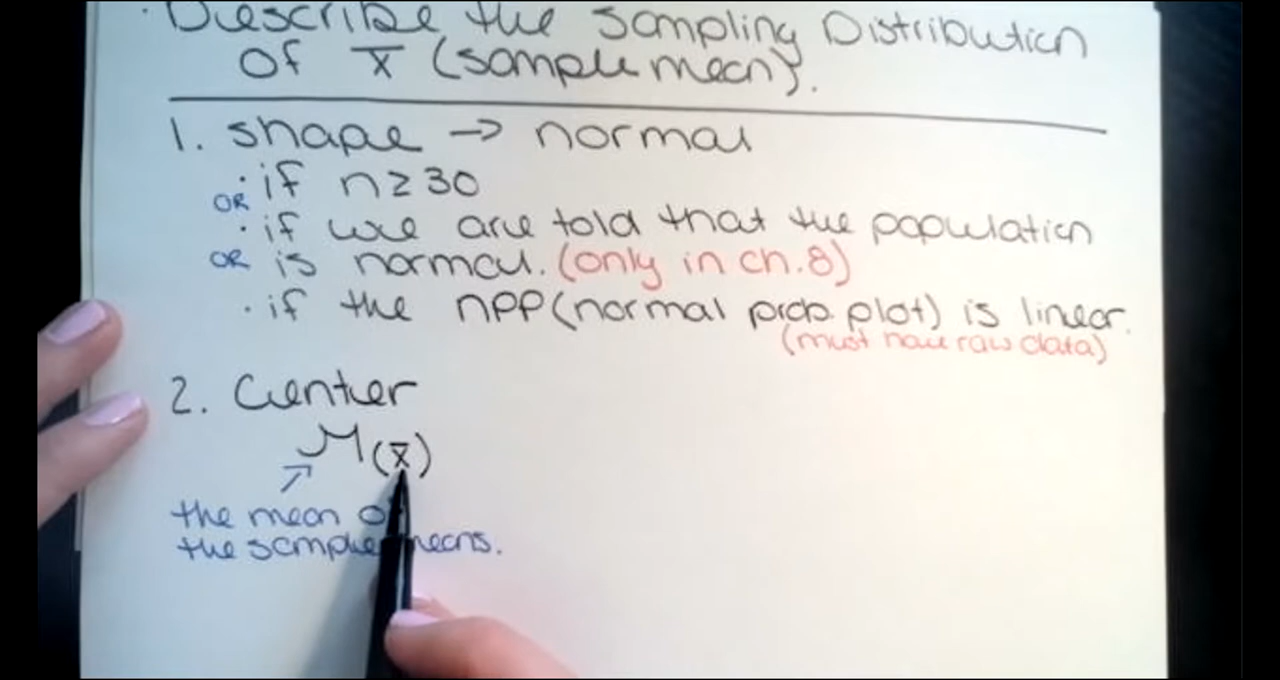 · Describe the Sampling Distribution
of x̄ (sample mean).
1. shape → normal
· if n ≥ 30
OR
· if we are told that the population
OR is normal. (only in ch.8)
· if the npp (normal prob. plot) is linear.
(must have raw data)
2. Center
μ(x̄)
↗
the mean
the sample means.